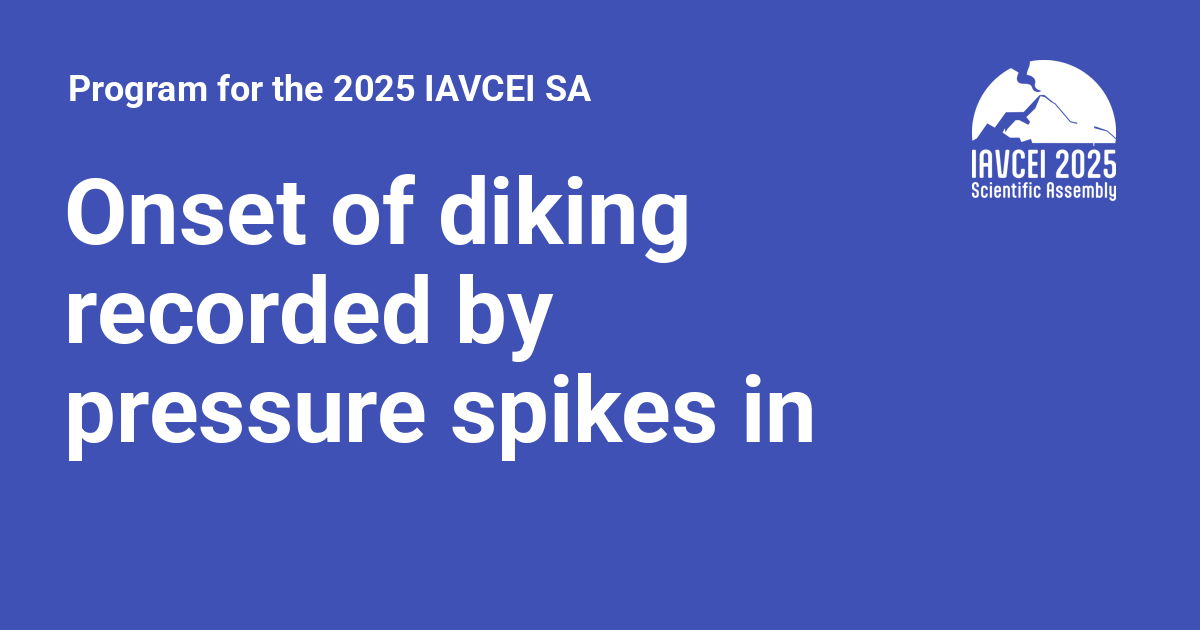 Program for the 2025 IAVCEI SA
IAVCEI 2025
Scientific Assembly
Onset of diking
recorded by
pressure spikes in